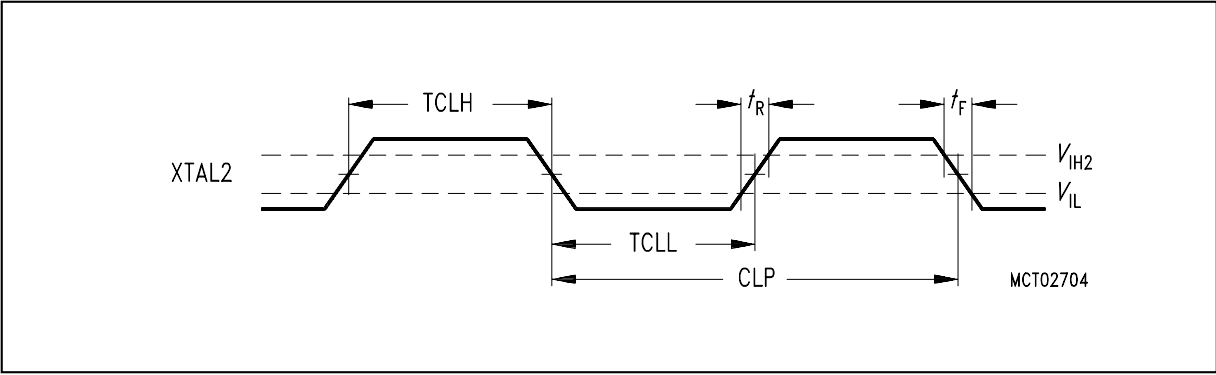 TCLH
tR
tF
XTAL2
VIH2
VIL
TCLL
CLP
MCT02704